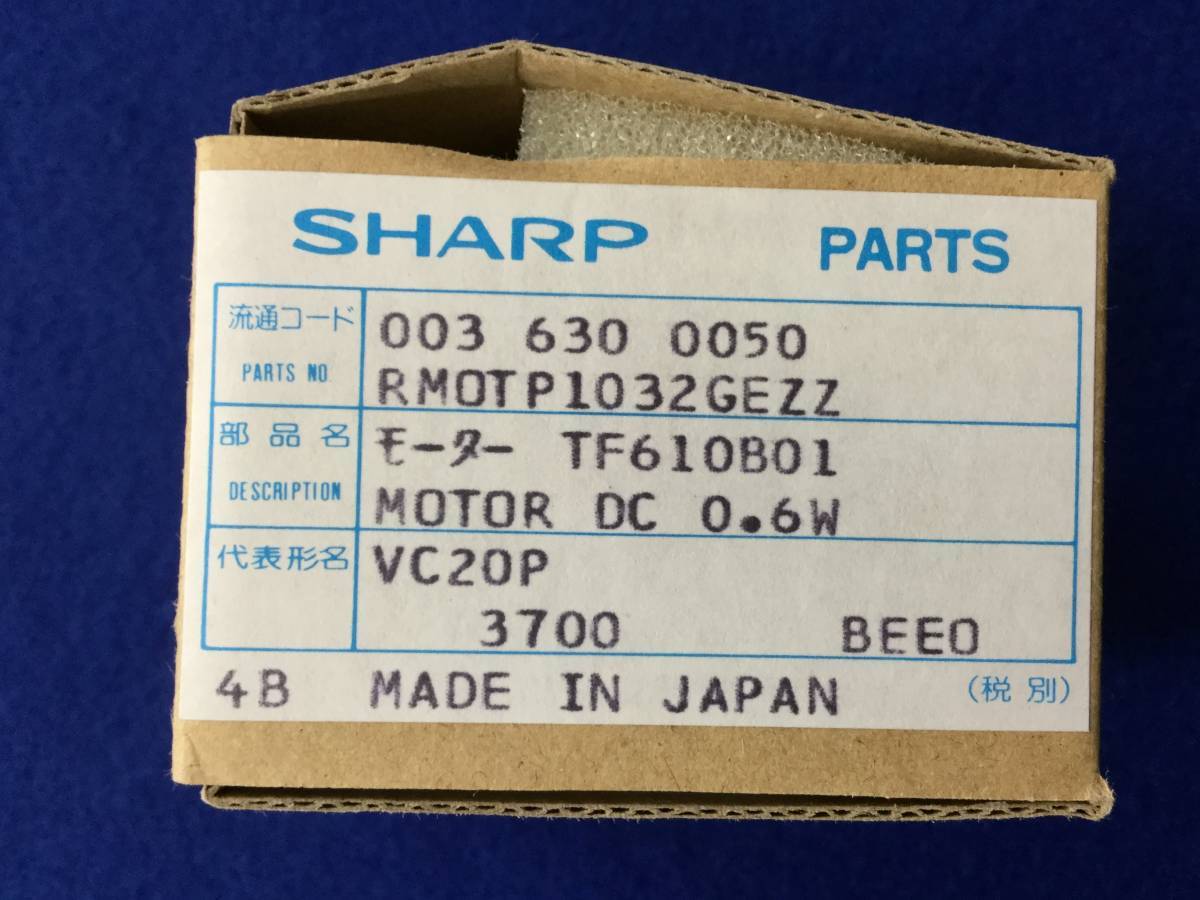 SHARP PARTS
流通コード 003 630 0050
PARTS NO. RMOTP1032GEZZ
部品名 モーター TF610B01
DESCRIPTION MOTOR DC 0.6W
代表形名 VC20P
3700 BEE0
4B MADE IN JAPAN (税別)